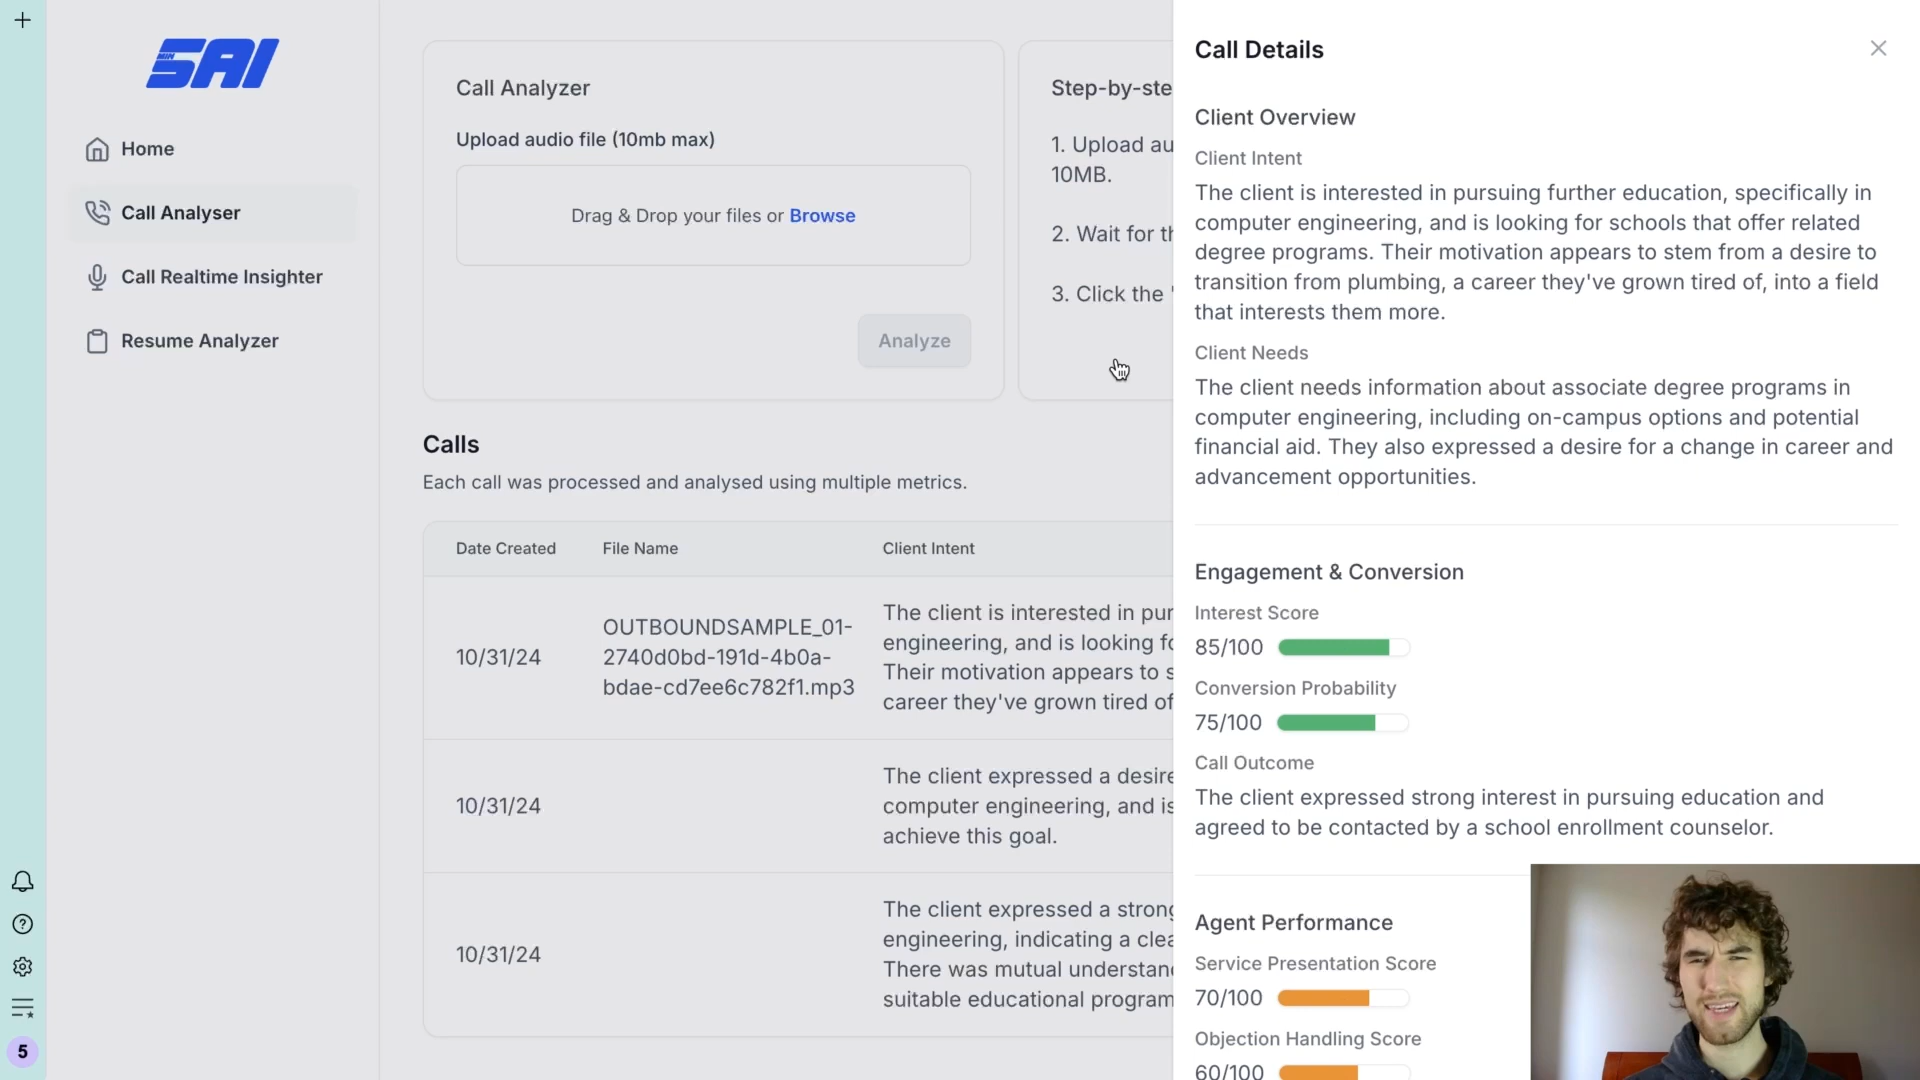 MIN
5AI
Home
Call Analyser
Call Realtime Insighter
Resume Analyzer
5
Call Analyzer
Upload audio file (10mb max)
Drag & Drop your files or Browse
Analyze
Step-by-ste
1. Upload au
10MB.
2. Wait for th
3. Click the '
Calls
Each call was processed and analysed using multiple metrics.
Date Created File Name Client Intent
10/31/24
OUTBOUNDSAMPLE_01-
2740d0bd-191d-4b0a-
bdae-cd7ee6c782f1.mp3
The client is interested in pur
engineering, and is looking fo
Their motivation appears to s
career they've grown tired of
10/31/24
The client expressed a desire
computer engineering, and is
achieve this goal.
10/31/24
The client expressed a strong
engineering, indicating a clea
There was mutual understan
suitable educational program
Call Details
Client Overview
Client Intent
The client is interested in pursuing further education, specifically in
computer engineering, and is looking for schools that offer related
degree programs. Their motivation appears to stem from a desire to
transition from plumbing, a career they've grown tired of, into a field
that interests them more.
Client Needs
The client needs information about associate degree programs in
computer engineering, including on-campus options and potential
financial aid. They also expressed a desire for a change in career and
advancement opportunities.
Engagement & Conversion
Interest Score
85/100
Conversion Probability
75/100
Call Outcome
The client expressed strong interest in pursuing education and
agreed to be contacted by a school enrollment counselor.
Agent Performance
Service Presentation Score
70/100
Objection Handling Score
60/100